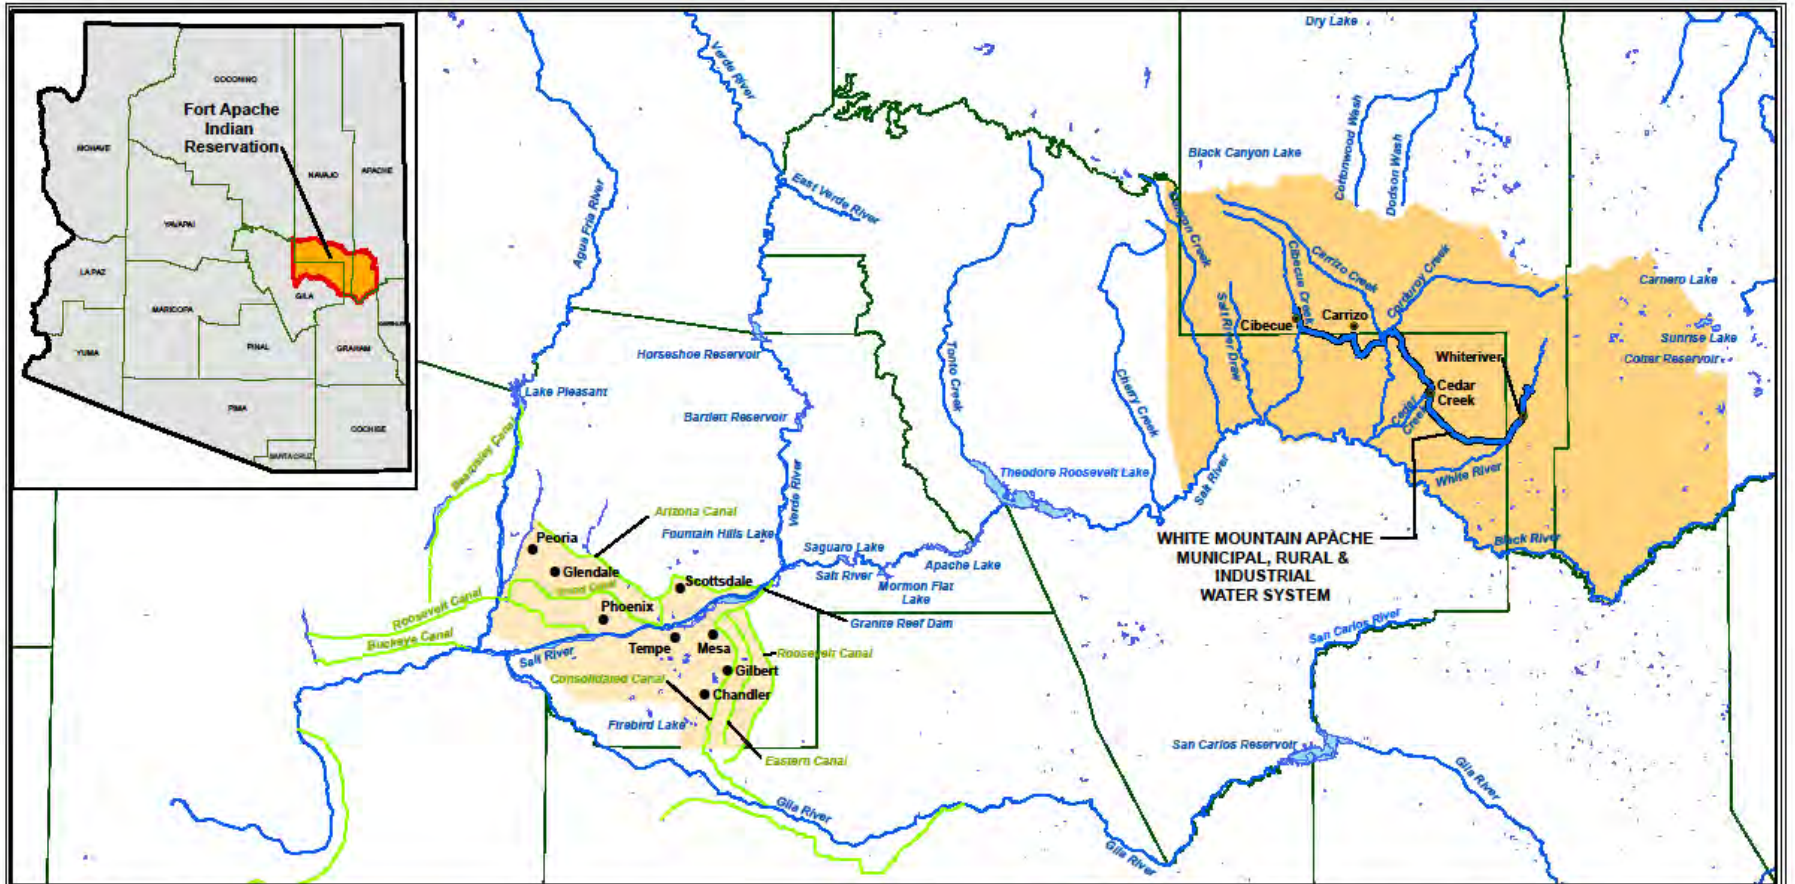 COCONINO
Fort Apache
Indian
Reservation
MOHAVE
NAVAJO
APACHE
YAVAPAI
LA PAZ
GILA
MARICOPA
YUMA
PINAL
GRAHAM
PIMA
COCHISE
SANTA CRUZ
Dry Lake
Verde River
Cottonwood Wash
Dodson Wash
Black Canyon Lake
East Verde River
Agua Fria River
Canyon Creek
Cibecue Creek
Carrizo Creek
Corduroy Creek
Carnero Lake
Salt River Draw
Cibecue
Carrizo
Sunrise Lake
Horseshoe Reservoir
Whiteriver
Colter Reservoir
Tonto Creek
Cherry Creek
Lake Pleasant
Cedar
Creek
Cedar
Creek
Bartlett Reservoir
Beardsley Canal
Theodore Roosevelt Lake
Salt River
White River
Verde River
Arizona Canal
Fountain Hills Lake
Peoria
WHITE MOUNTAIN APACHE
MUNICIPAL, RURAL &
INDUSTRIAL
WATER SYSTEM
Black River
Saguaro Lake
Glendale
Scottsdale
Salt River
Apache Lake
Mormon Flat
Lake
Roosevelt Canal
Phoenix
Granite Reef Dam
San Carlos River
Buckeye Canal
Salt River
Tempe
Mesa
Roosevelt Canal
Consolidated Canal
Gilbert
Chandler
Firebird Lake
San Carlos Reservoir
Eastern Canal
Gila River
Gila River
Gila River